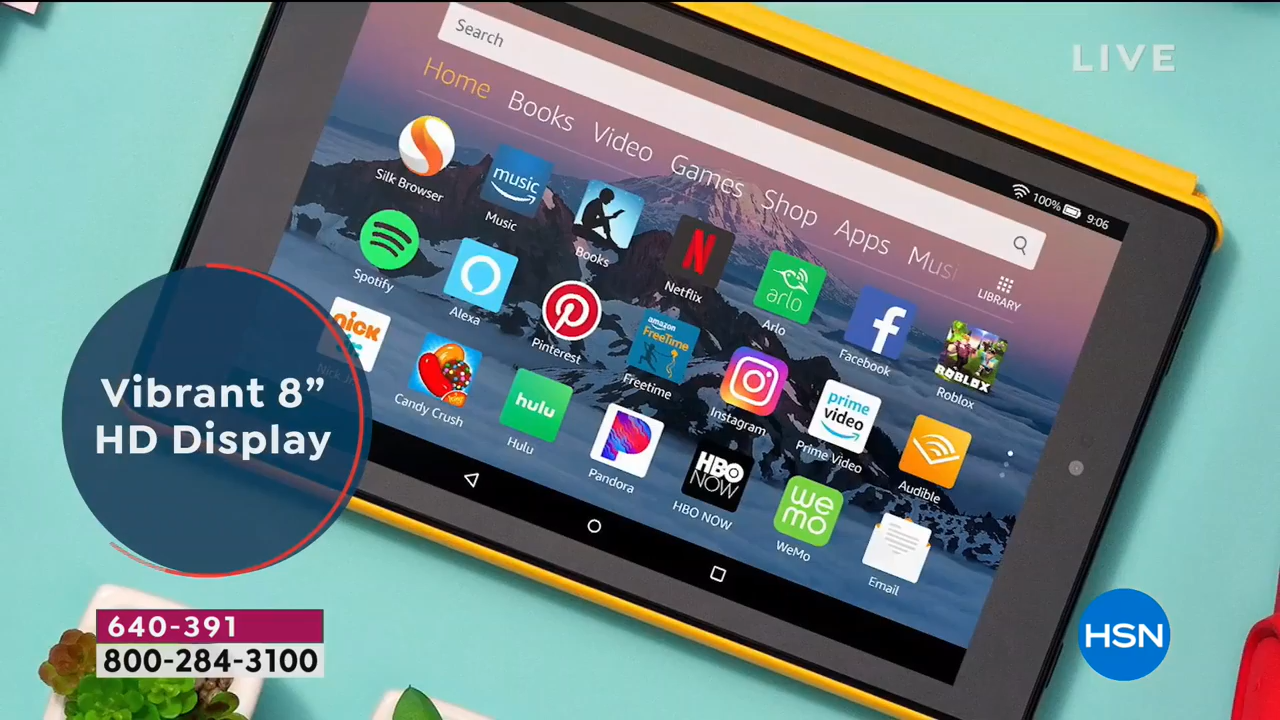 LIVE
Search
100% 9:06
Home Books Video Games Shop Apps Musi
LIBRARY
Silk Browser
music
Music
Books
Netflix
N
arlo
Arlo
f
Facebook
ROBLOX
Roblox
Spotify
Alexa
Pinterest
amazon
FreeTime
Freetime
Instagram
prime
video
Prime Video
Audible
nick
Candy Crush
hulu
Hulu
Pandora
HBO
NOW
HBO NOW
we
mo
WeMo
Email
Vibrant 8”
HD Display
640-391
800-284-3100
HSN